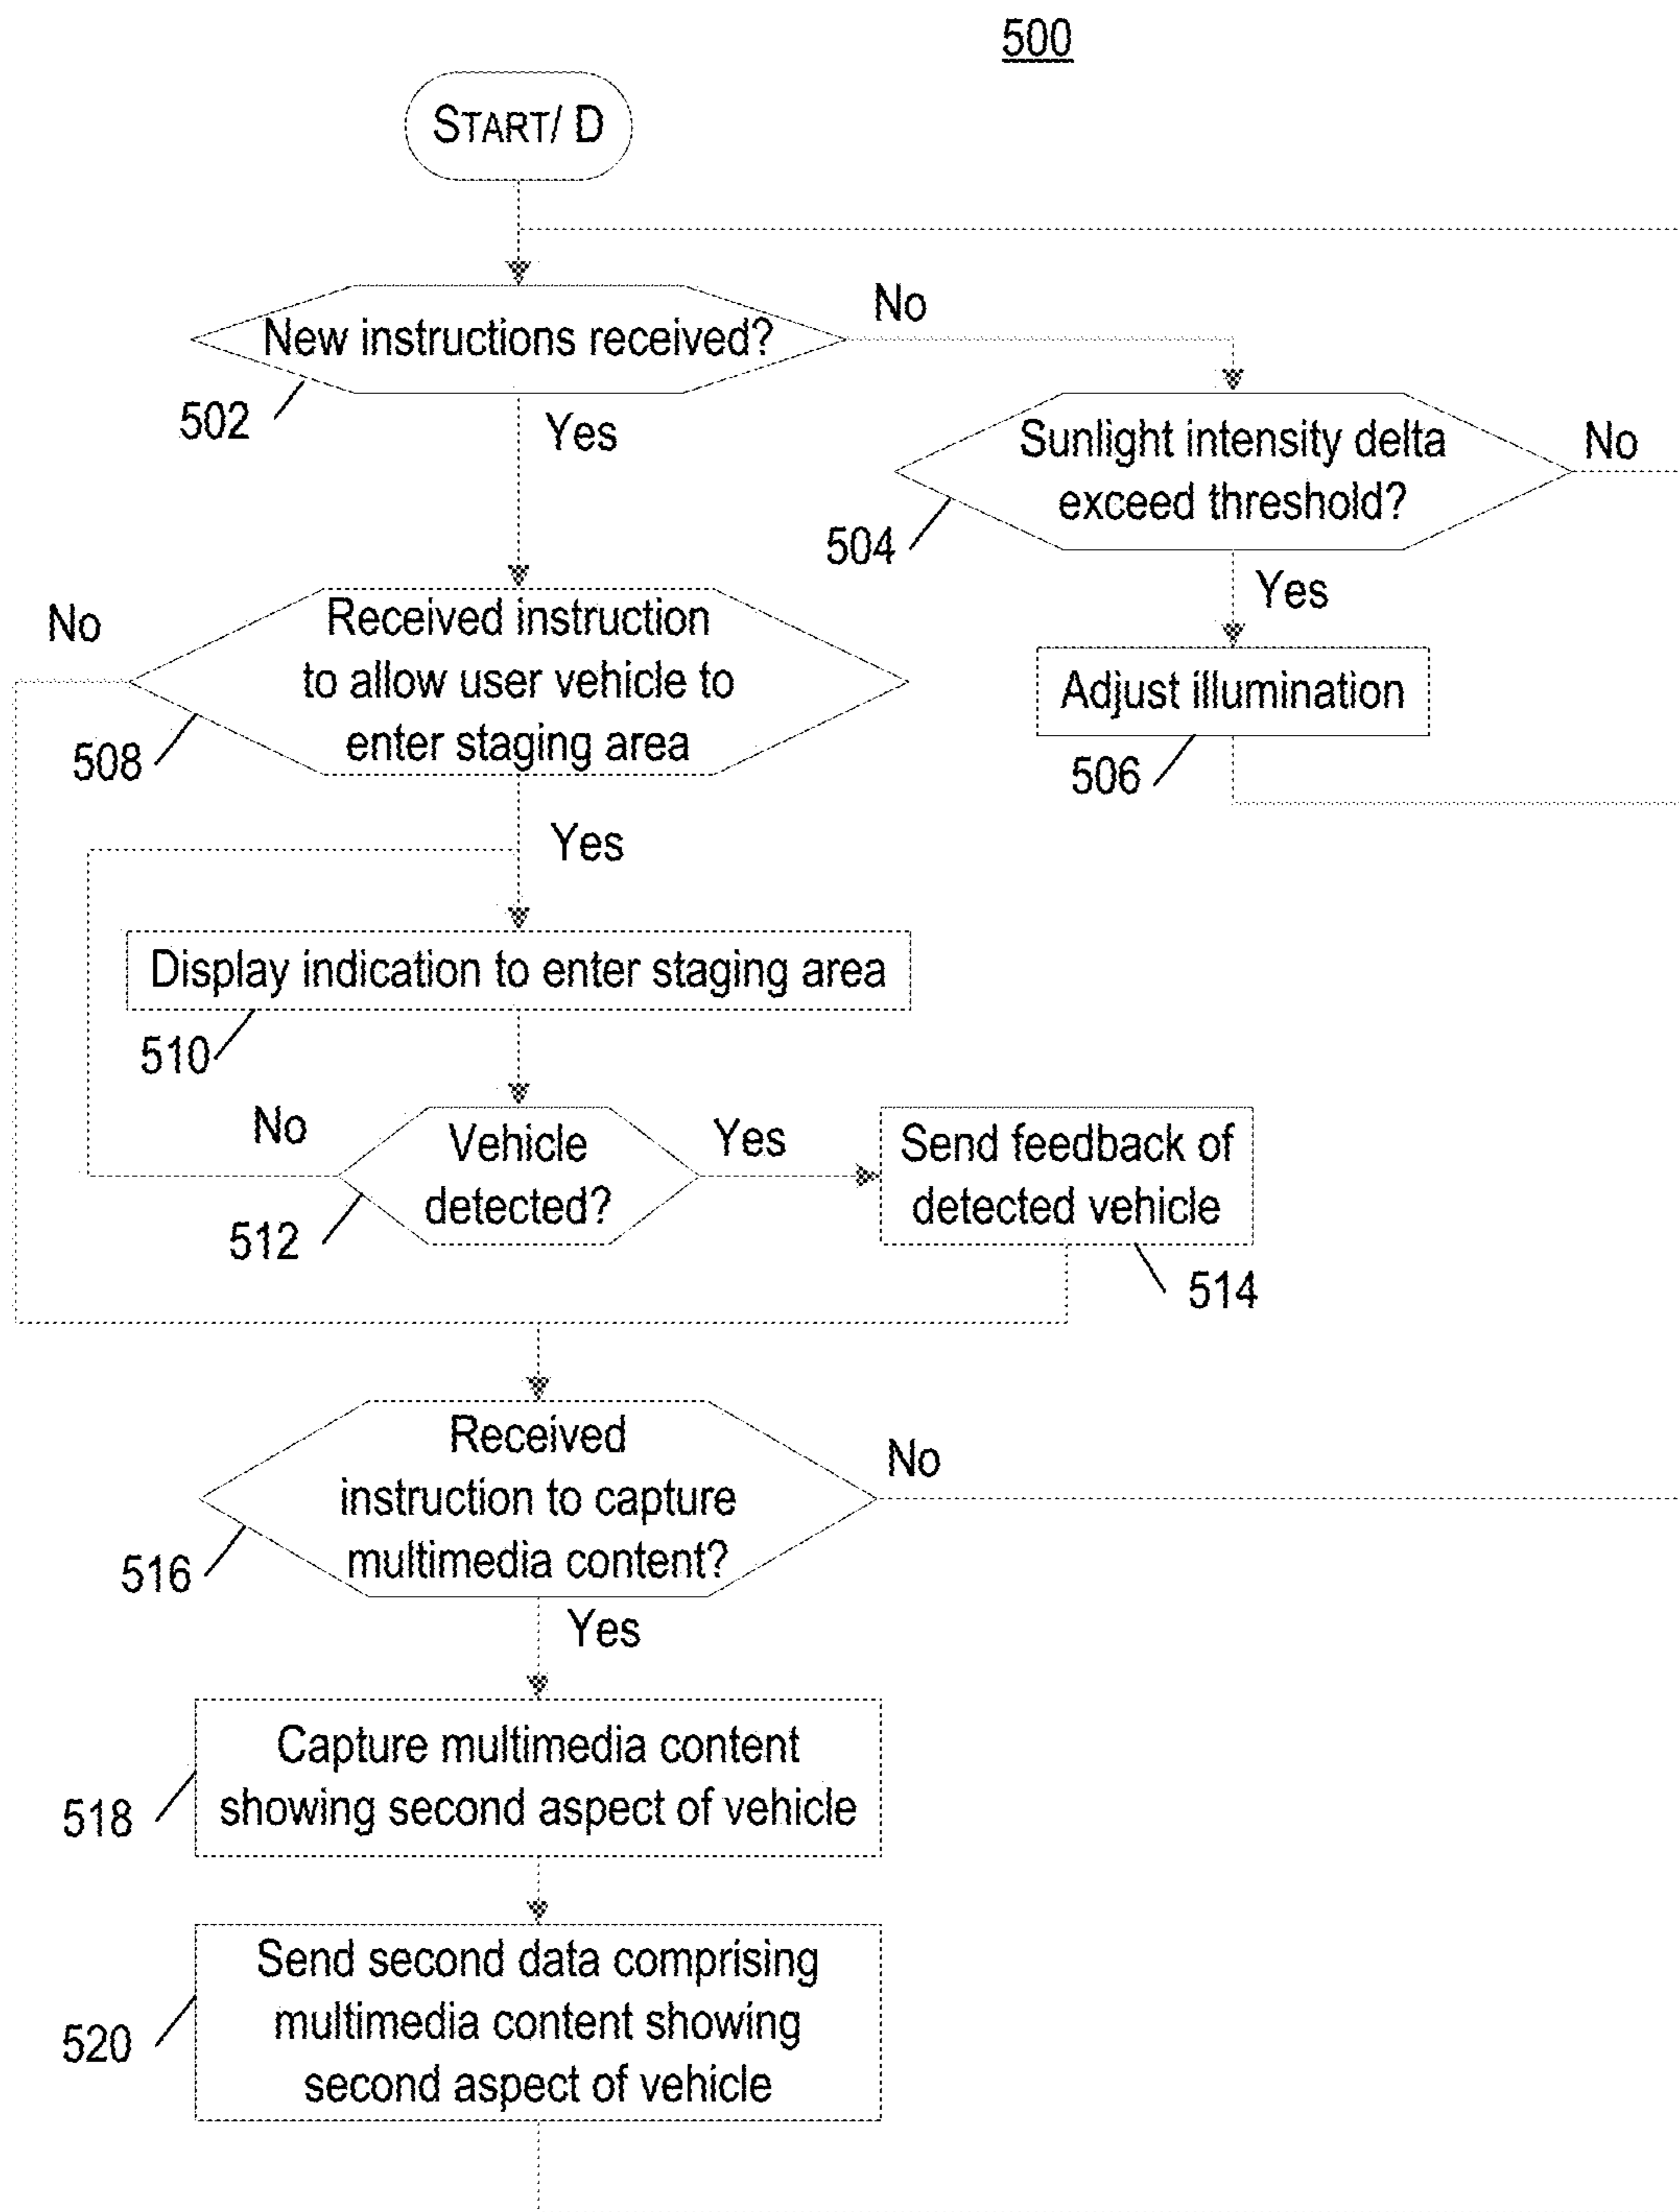 500
START/ D
New instructions received?
No
502
Yes
Sunlight intensity delta
exceed threshold?
No
504
Yes
Adjust illumination
506
No
Received instruction
to allow user vehicle to
enter staging area
508
Yes
Display indication to enter staging area
510
No
Vehicle
detected?
Yes
512
Send feedback of
detected vehicle
514
Received
instruction to capture
multimedia content?
No
516
Yes
Capture multimedia content
showing second aspect of vehicle
518
Send second data comprising
multimedia content showing
second aspect of vehicle
520